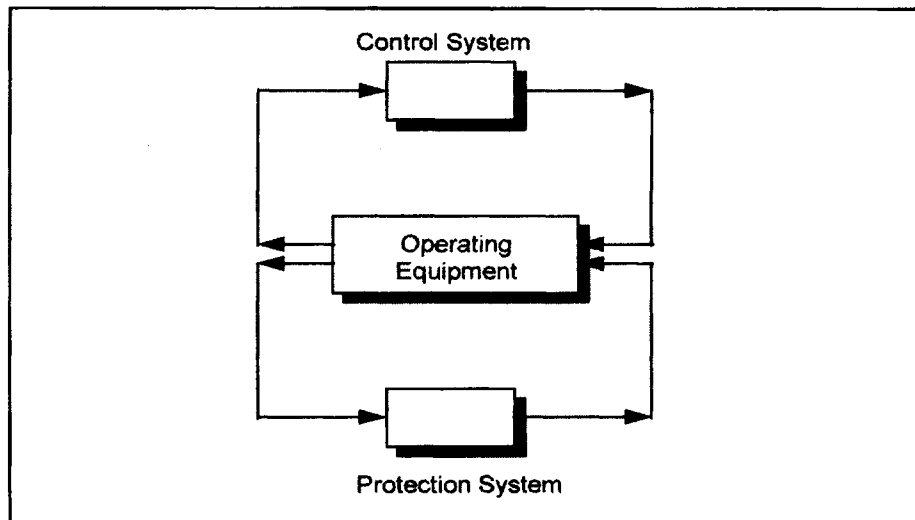 Control System
Operating
Equipment
Protection System